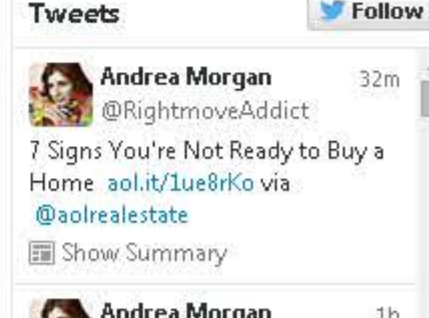 Tweets
Follow
Andrea Morgan 32m
@RightmoveAddict
7 Signs You're Not Ready to Buy a
Home aol.it/1ue8rKo via
@aolrealestate
Show Summary
Andrea Morgan 1h